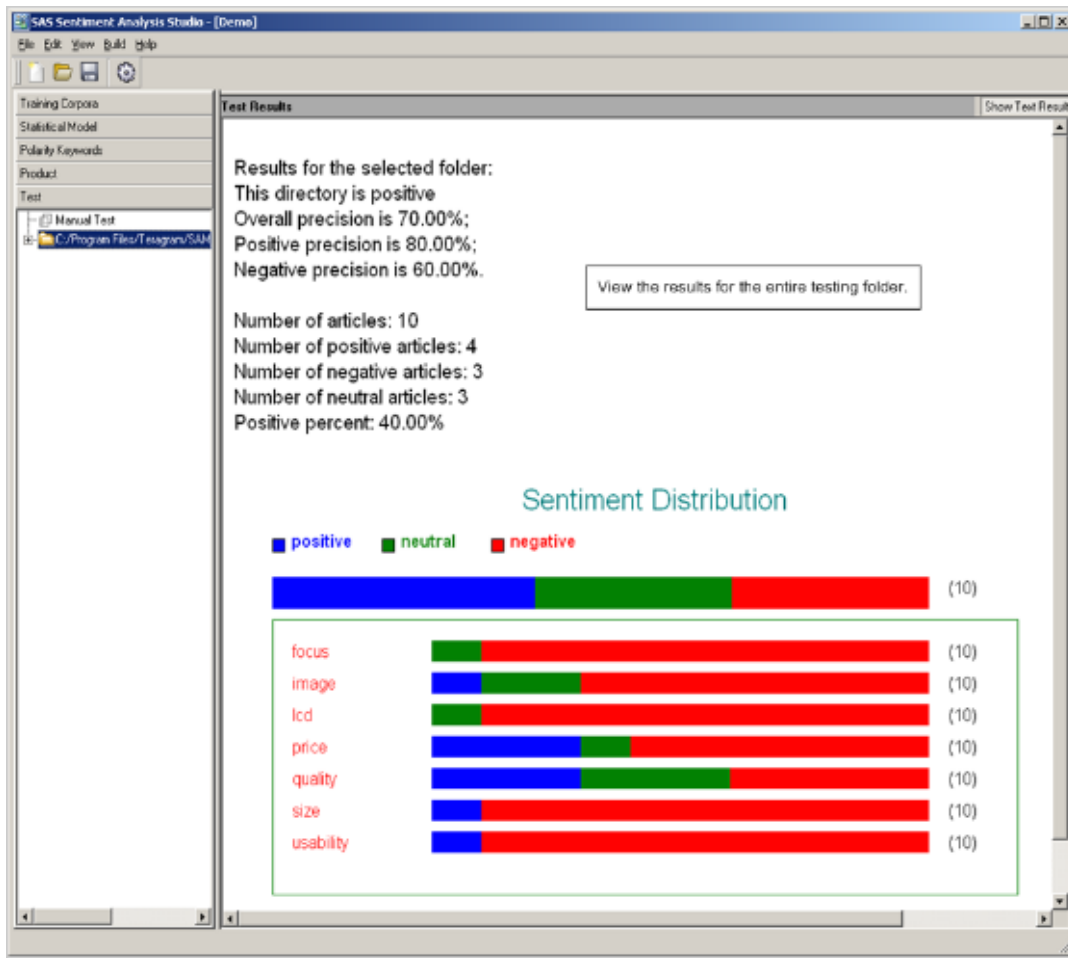 SAS Sentiment Analysis Studio - [Demo]
File Edit View Build Help
Training Corpora
Statistical Model
Polarity Keywords
Product
Test
Manual Test
C:/Program Files/Teragram/SAM
Test Results
Show Text Result
Results for the selected folder:
This directory is positive
Overall precision is 70.00%;
Positive precision is 80.00%;
Negative precision is 60.00%.
View the results for the entire testing folder.
Number of articles: 10
Number of positive articles: 4
Number of negative articles: 3
Number of neutral articles: 3
Positive percent: 40.00%
Sentiment Distribution
positive neutral negative
(10)
focus (10)
image (10)
lcd (10)
price (10)
quality (10)
size (10)
usability (10)